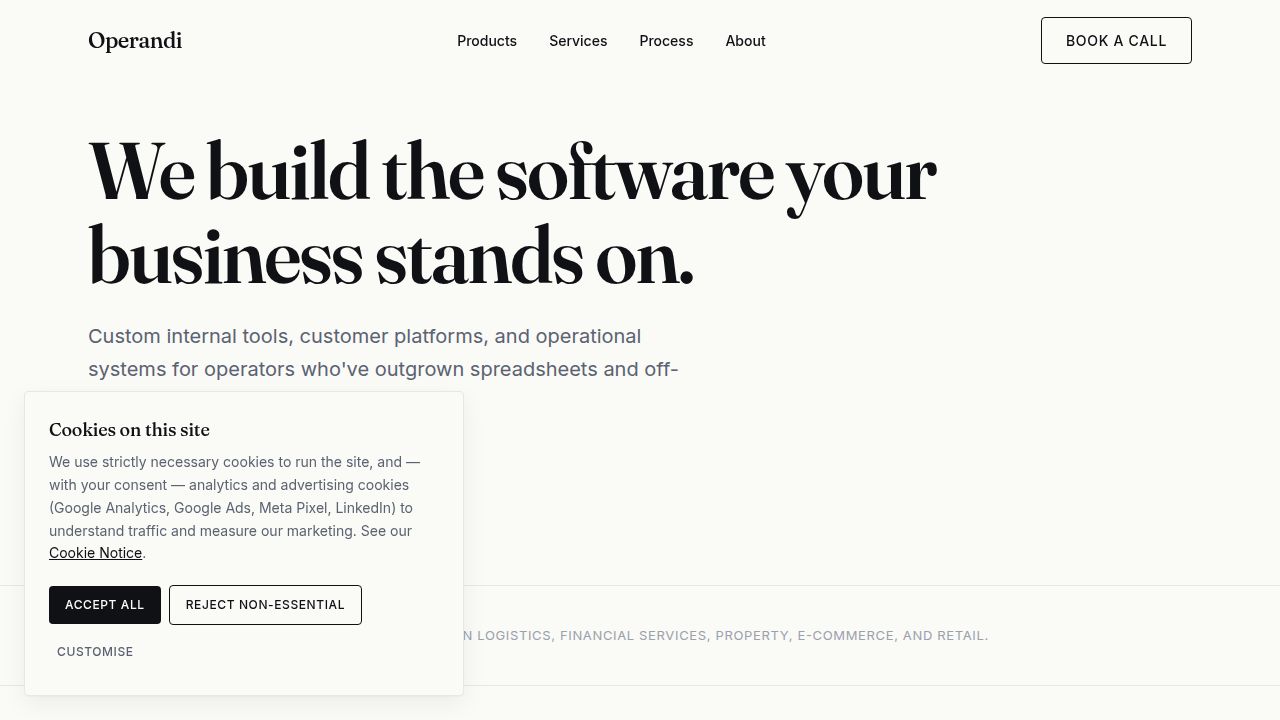 Operandi
Products
Services
Process
About
BOOK A CALL
We build the software your
business stands on.
Custom internal tools, customer platforms, and operational
systems for operators who've outgrown spreadsheets and off-
Cookies on this site
We use strictly necessary cookies to run the site, and —
with your consent — analytics and advertising cookies
(Google Analytics, Google Ads, Meta Pixel, LinkedIn) to
understand traffic and measure our marketing. See our
Cookie Notice.
ACCEPT ALL
REJECT NON-ESSENTIAL
CUSTOMISE
LOGISTICS, FINANCIAL SERVICES, PROPERTY, E-COMMERCE, AND RETAIL.